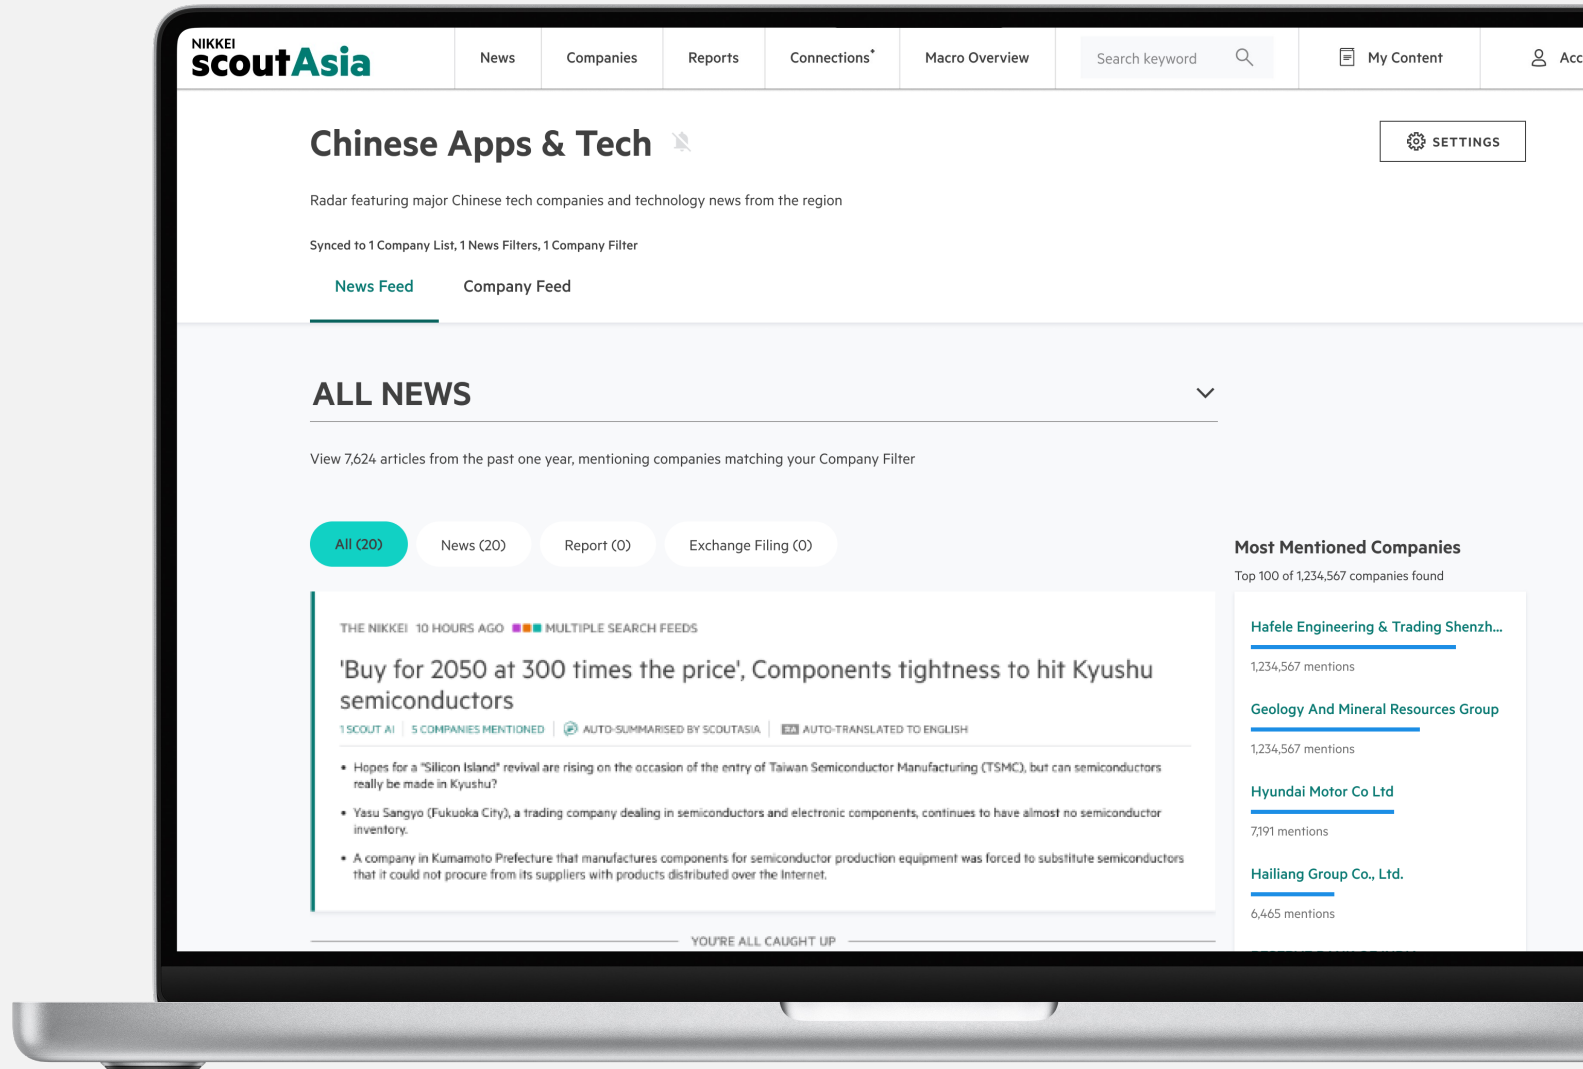 NIKKEI
scoutAsia
News
Companies
Reports
Connections
Macro Overview
Search keyword
My Content
Chinese Apps & Tech
SETTINGS
Radar featuring major Chinese tech companies and technology news from the region
Synced to 1 Company List, 1 News Filters, 1 Company Filter
News Feed
Company Feed
ALL NEWS
View 7,624 articles from the past one year, mentioning companies matching your Company Filter
All (20)
News (20)
Report (0)
Exchange Filing (0)
THE NIKKEI 10 HOURS AGO MULTIPLE SEARCH FEEDS
'Buy for 2050 at 300 times the price', Components tightness to hit Kyushu
semiconductors
1 SCOUT AI 5 COMPANIES MENTIONED AUTO-SUMMARISED BY SCOUTASIA AUTO-TRANSLATED TO ENGLISH
• Hopes for a "Silicon Island" revival are rising on the occasion of the entry of Taiwan Semiconductor Manufacturing (TSMC), but can semiconductors
really be made in Kyushu?
• Yasu Sangyo (Fukuoka City), a trading company dealing in semiconductors and electronic components, continues to have almost no semiconductor
inventory.
• A company in Kumamoto Prefecture that manufactures components for semiconductor production equipment was forced to substitute semiconductors
that it could not procure from its suppliers with products distributed over the Internet.
YOU'RE ALL CAUGHT UP
Most Mentioned Companies
Top 100 of 1,234,567 companies found
Hafele Engineering & Trading Shenzh...
1,234,567 mentions
Geology And Mineral Resources Group
1,234,567 mentions
Hyundai Motor Co Ltd
7,191 mentions
Hailiang Group Co., Ltd.
6,465 mentions